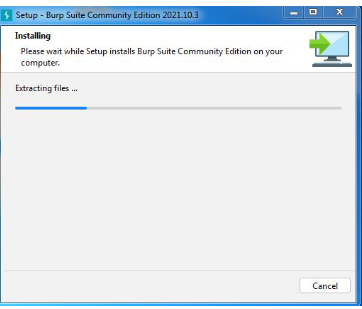 Setup - Burp Suite Community Edition 2021.10.3
Installing
Please wait while Setup installs Burp Suite Community Edition on your
computer.
Extracting files ...
Cancel